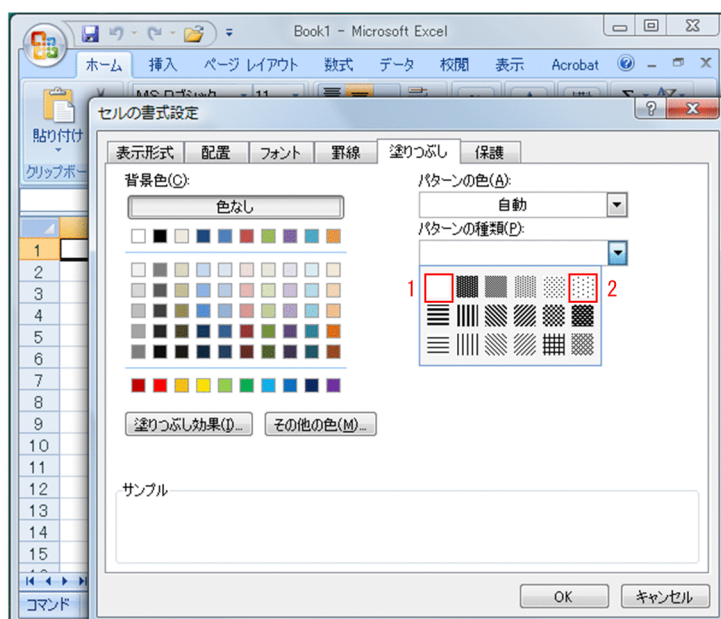 Book1 - Microsoft Excel
ホーム 挿入 ページ レイアウト 数式 データ 校閲 表示 Acrobat
貼り付け
クリップボー
セルの書式設定
表示形式 配置 フォント 罫線 塗りつぶし 保護
背景色(C):
色なし
パターンの色(A):
自動
パターンの種類(P):
1 2
塗りつぶし効果(I)... その他の色(M)...
サンプル
OK キャンセル
1
2
3
4
5
6
7
8
9
10
11
12
13
14
15
コマンド